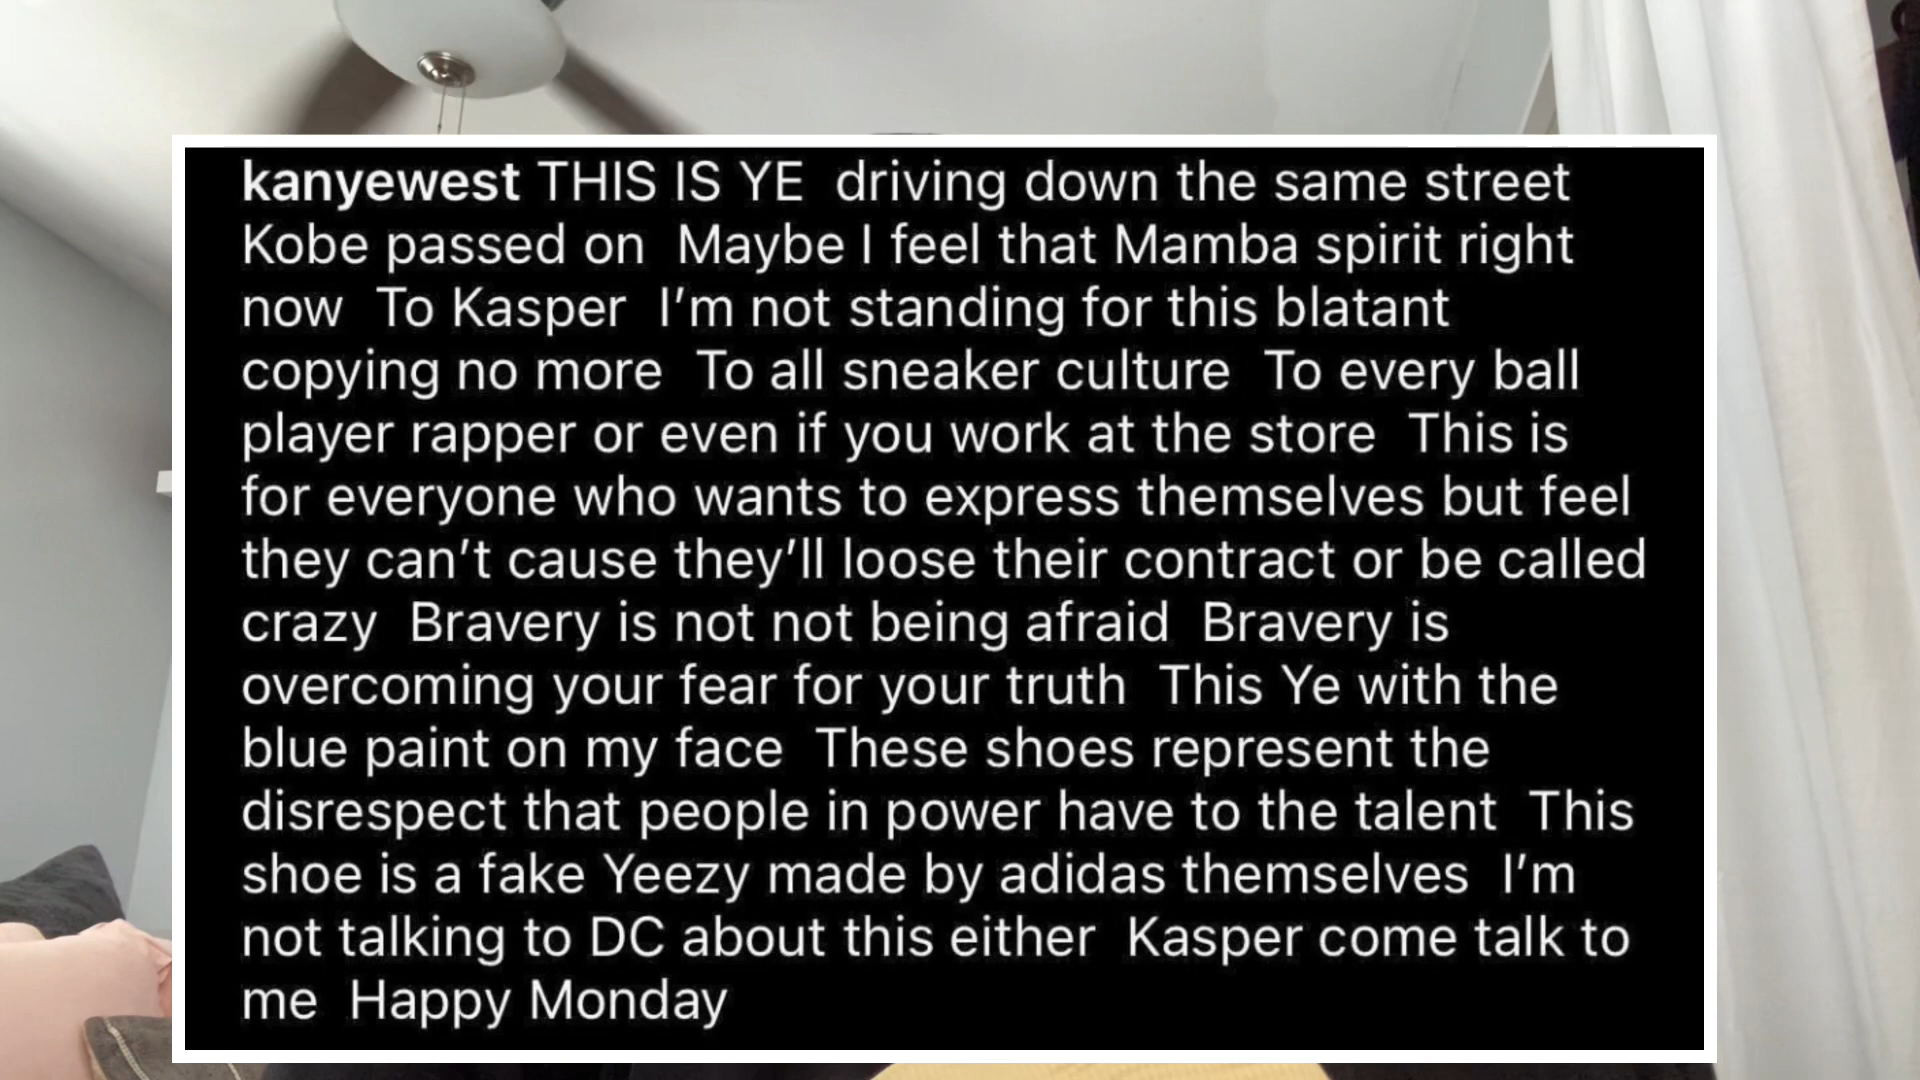 kanyewest THIS IS YE  driving down the same street
Kobe passed on  Maybe I feel that Mamba spirit right
now  To Kasper  I’m not standing for this blatant
copying no more  To all sneaker culture  To every ball
player rapper or even if you work at the store  This is
for everyone who wants to express themselves but feel
they can’t cause they’ll loose their contract or be called
crazy  Bravery is not not being afraid  Bravery is
overcoming your fear for your truth  This Ye with the
blue paint on my face  These shoes represent the
disrespect that people in power have to the talent  This
shoe is a fake Yeezy made by adidas themselves  I’m
not talking to DC about this either  Kasper come talk to
me  Happy Monday